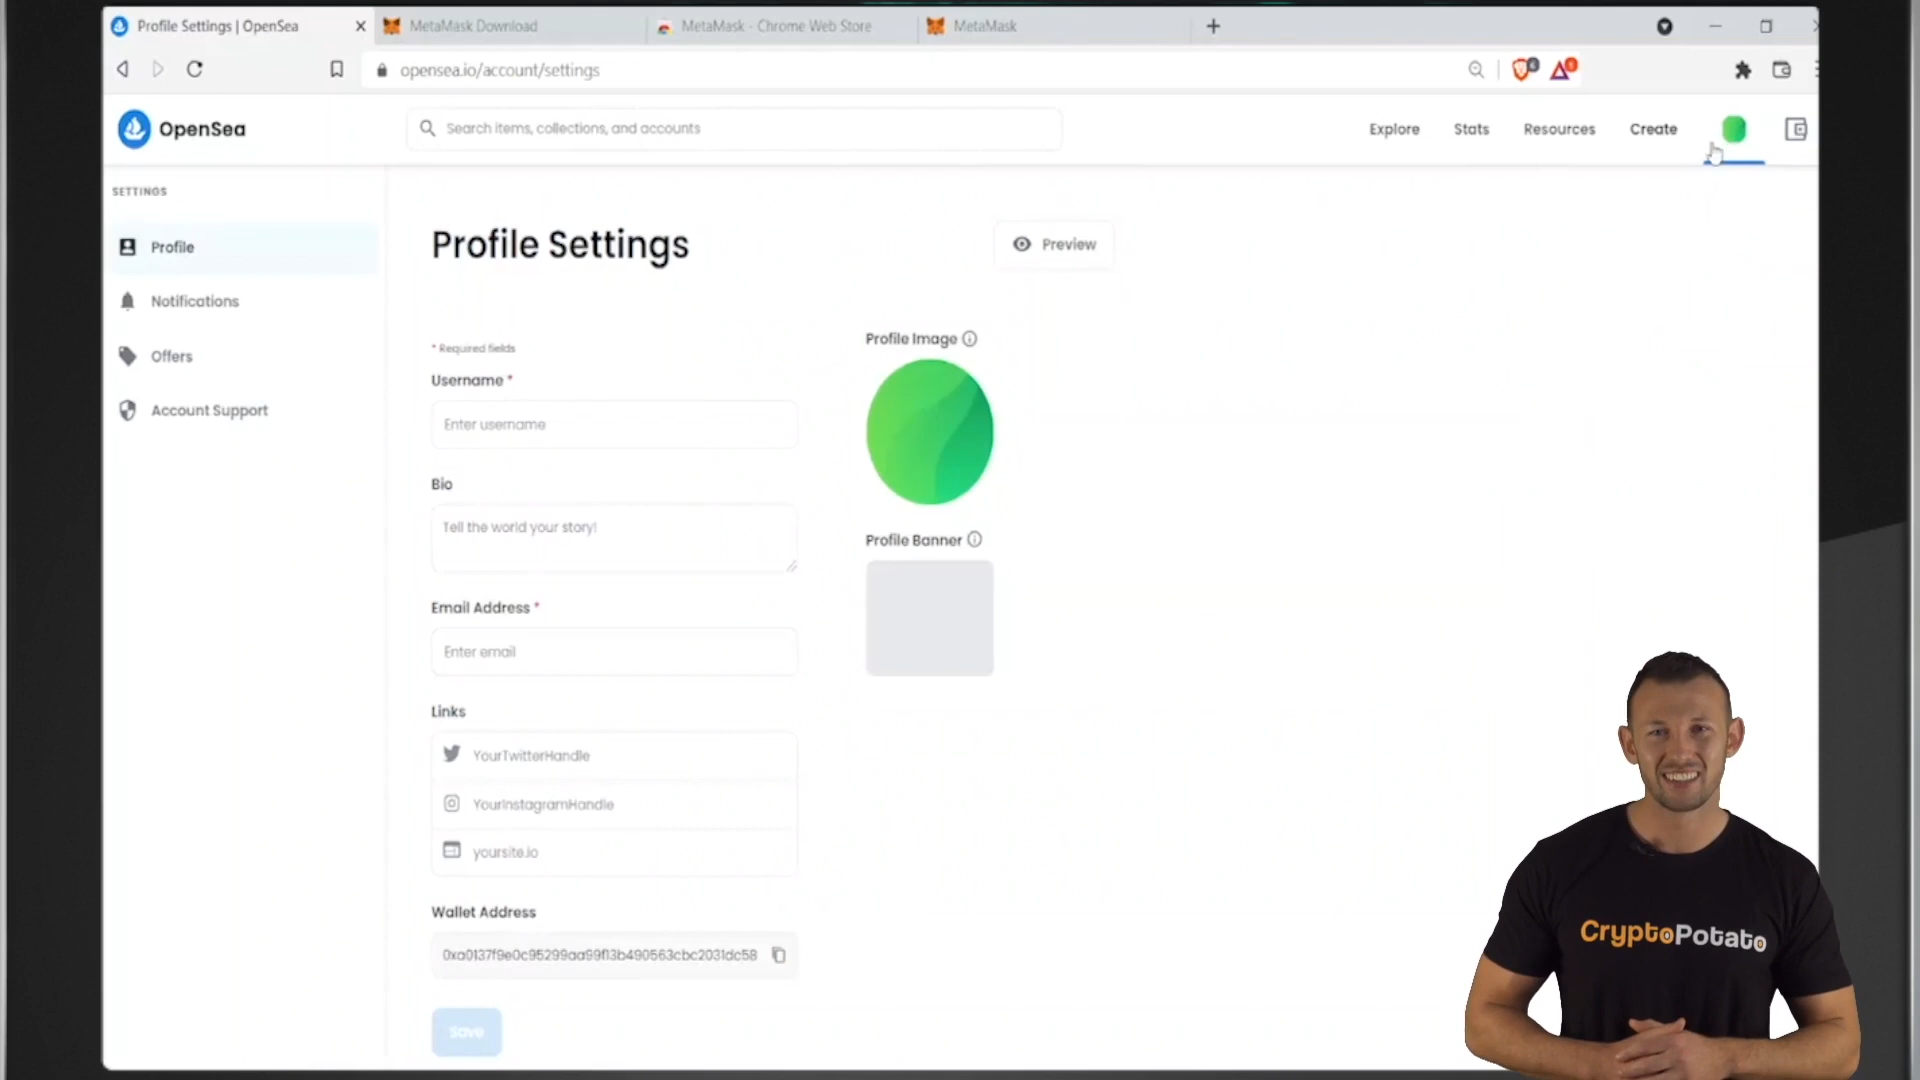 Profile Settings | OpenSea
MetaMask Download
MetaMask - Chrome Web Store
MetaMask
opensea.io/account/settings
OpenSea
Search items, collections, and accounts
Explore
Stats
Resources
Create
SETTINGS
Profile
Notifications
Offers
Account Support
Profile Settings
Preview
* Required fields
Username *
Enter username
Bio
Tell the world your story!
Email Address *
Enter email
Links
YourTwitterHandle
YourInstagramHandle
yoursite.io
Wallet Address
0xa0137f9e0c95299aa99f13b490563cbc2031dc58
Save
Profile Image
Profile Banner
CryptoPotato